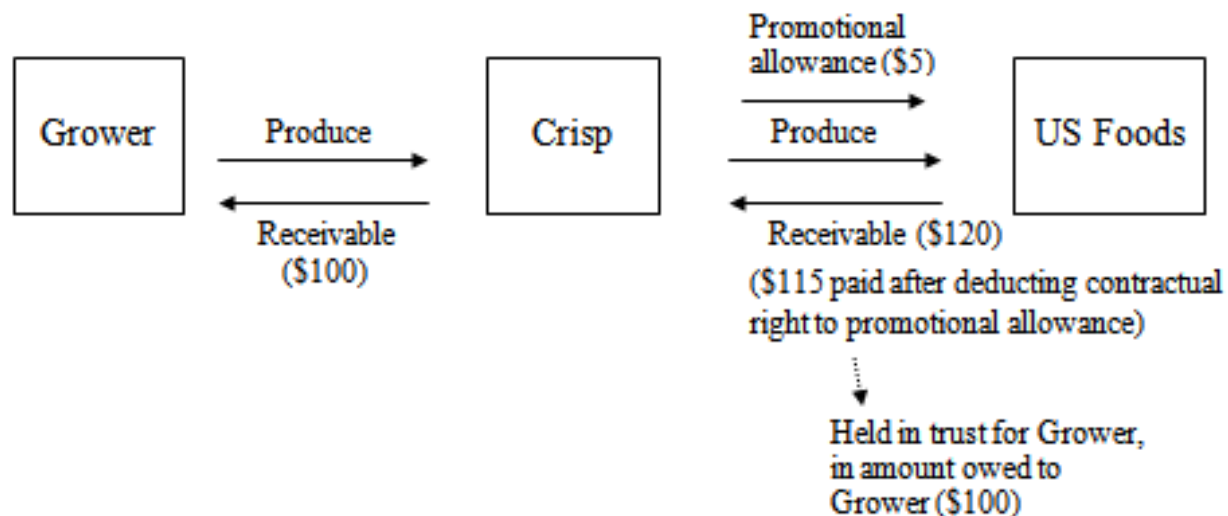 Promotional
allowance ($5)
Grower
Produce
Crisp
Produce
US Foods
Receivable
($100)
Receivable ($120)
($115 paid after deducting contractual
right to promotional allowance)
Held in trust for Grower,
in amount owed to
Grower ($100)